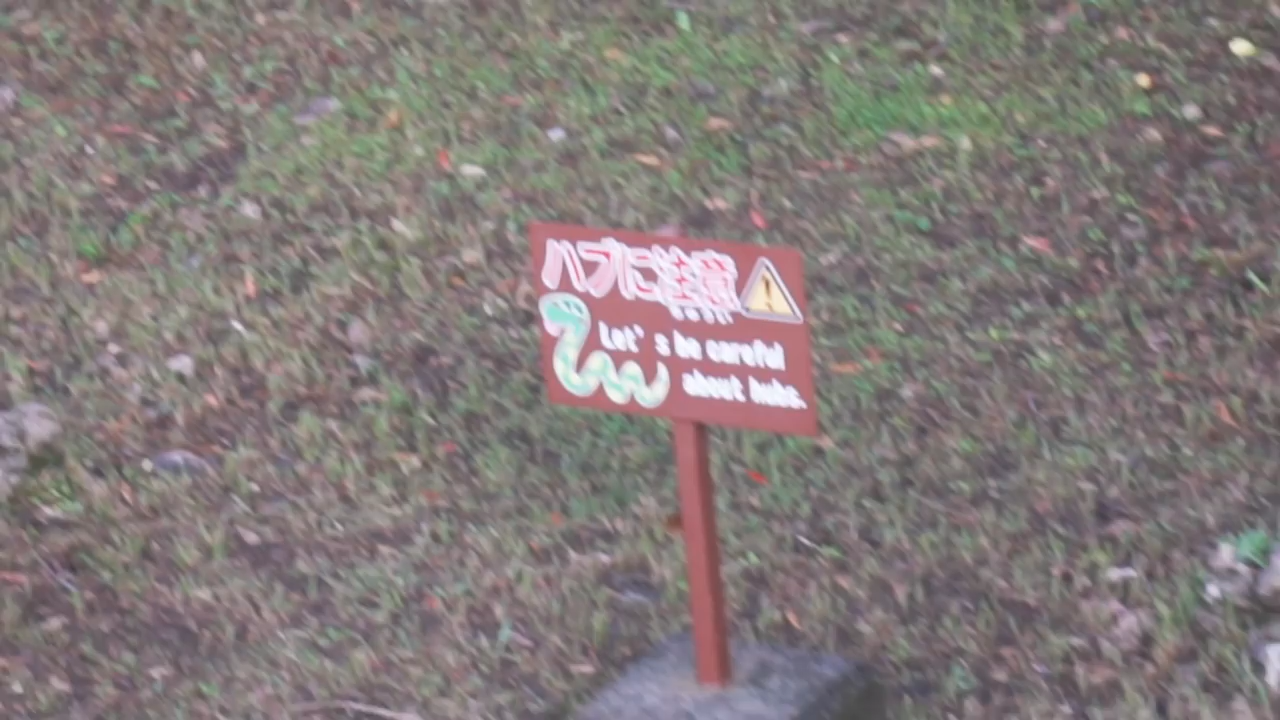 ハブに注意
Let's be careful
about hubs.